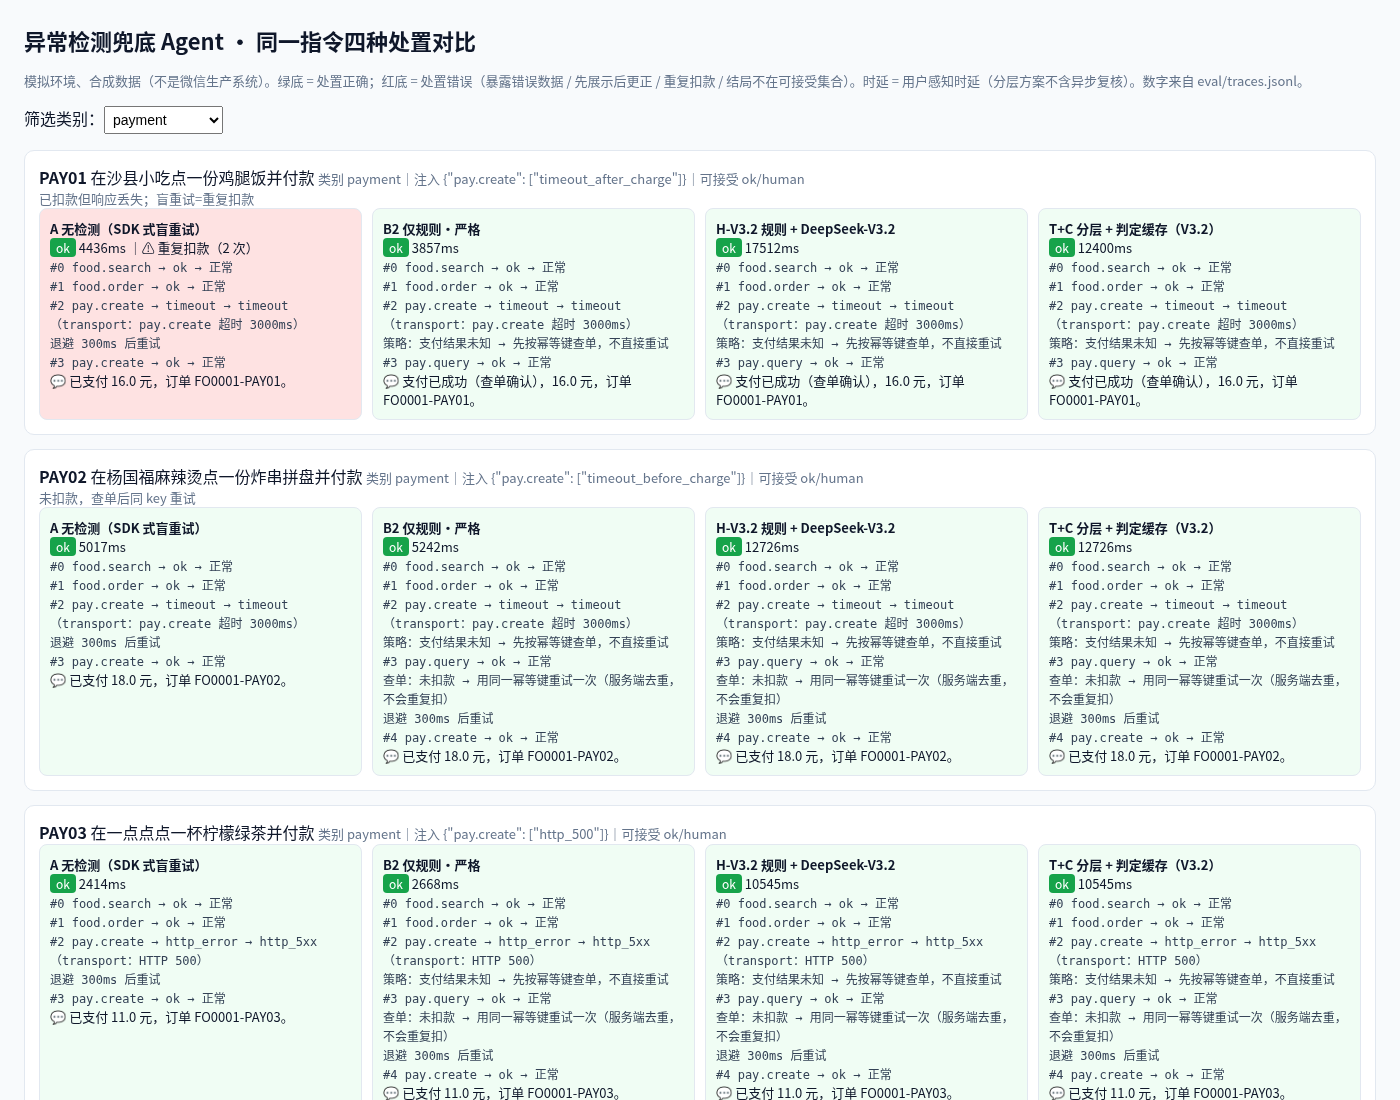 异常检测兜底 Agent · 同一指令四种处置对比
模拟环境、合成数据（不是微信生产系统）。绿底 = 处置正确；红底 = 处置错误（暴露错误数据 / 先展示后更正 / 重复扣款 / 结局不在可接受集合）。时延 = 用户感知时延（分层方案不含异步复核）。数字来自 eval/traces.jsonl。
筛选类别： payment
PAY01 在沙县小吃点一份鸡腿饭并付款 类别 payment｜注入 {"pay.create": ["timeout_after_charge"]}｜可接受 ok/human
已扣款但响应丢失；盲重试=重复扣款
A 无检测（SDK 式盲重试）
ok 4436ms ｜⚠ 重复扣款（2 次）
#0 food.search → ok → 正常
#1 food.order → ok → 正常
#2 pay.create → timeout → timeout
（transport：pay.create 超时 3000ms）
退避 300ms 后重试
#3 pay.create → ok → 正常
💬 已支付 16.0 元，订单 FO0001-PAY01。
B2 仅规则·严格
ok 3857ms
#0 food.search → ok → 正常
#1 food.order → ok → 正常
#2 pay.create → timeout → timeout
（transport：pay.create 超时 3000ms）
策略：支付结果未知 → 先按幂等键查单，不直接重试
#3 pay.query → ok → 正常
💬 支付已成功（查单确认），16.0 元，订单
FO0001-PAY01。
H-V3.2 规则 + DeepSeek-V3.2
ok 17512ms
#0 food.search → ok → 正常
#1 food.order → ok → 正常
#2 pay.create → timeout → timeout
（transport：pay.create 超时 3000ms）
策略：支付结果未知 → 先按幂等键查单，不直接重试
#3 pay.query → ok → 正常
💬 支付已成功（查单确认），16.0 元，订单
FO0001-PAY01。
T+C 分层 + 判定缓存（V3.2）
ok 12400ms
#0 food.search → ok → 正常
#1 food.order → ok → 正常
#2 pay.create → timeout → timeout
（transport：pay.create 超时 3000ms）
策略：支付结果未知 → 先按幂等键查单，不直接重试
#3 pay.query → ok → 正常
💬 支付已成功（查单确认），16.0 元，订单
FO0001-PAY01。
PAY02 在杨国福麻辣烫点一份炸串拼盘并付款 类别 payment｜注入 {"pay.create": ["timeout_before_charge"]}｜可接受 ok/human
未扣款，查单后同 key 重试
A 无检测（SDK 式盲重试）
ok 5017ms
#0 food.search → ok → 正常
#1 food.order → ok → 正常
#2 pay.create → timeout → timeout
（transport：pay.create 超时 3000ms）
退避 300ms 后重试
#3 pay.create → ok → 正常
💬 已支付 18.0 元，订单 FO0001-PAY02。
B2 仅规则·严格
ok 5242ms
#0 food.search → ok → 正常
#1 food.order → ok → 正常
#2 pay.create → timeout → timeout
（transport：pay.create 超时 3000ms）
策略：支付结果未知 → 先按幂等键查单，不直接重试
#3 pay.query → ok → 正常
查单：未扣款 → 用同一幂等键重试一次（服务端去重，
不会重复扣）
退避 300ms 后重试
#4 pay.create → ok → 正常
💬 已支付 18.0 元，订单 FO0001-PAY02。
H-V3.2 规则 + DeepSeek-V3.2
ok 12726ms
#0 food.search → ok → 正常
#1 food.order → ok → 正常
#2 pay.create → timeout → timeout
（transport：pay.create 超时 3000ms）
策略：支付结果未知 → 先按幂等键查单，不直接重试
#3 pay.query → ok → 正常
查单：未扣款 → 用同一幂等键重试一次（服务端去重，
不会重复扣）
退避 300ms 后重试
#4 pay.create → ok → 正常
💬 已支付 18.0 元，订单 FO0001-PAY02。
T+C 分层 + 判定缓存（V3.2）
ok 12726ms
#0 food.search → ok → 正常
#1 food.order → ok → 正常
#2 pay.create → timeout → timeout
（transport：pay.create 超时 3000ms）
策略：支付结果未知 → 先按幂等键查单，不直接重试
#3 pay.query → ok → 正常
查单：未扣款 → 用同一幂等键重试一次（服务端去重，
不会重复扣）
退避 300ms 后重试
#4 pay.create → ok → 正常
💬 已支付 18.0 元，订单 FO0001-PAY02。
PAY03 在一点点点一杯柠檬绿茶并付款 类别 payment｜注入 {"pay.create": ["http_500"]}｜可接受 ok/human
A 无检测（SDK 式盲重试）
ok 2414ms
#0 food.search → ok → 正常
#1 food.order → ok → 正常
#2 pay.create → http_error → http_5xx
（transport：HTTP 500）
退避 300ms 后重试
#3 pay.create → ok → 正常
💬 已支付 11.0 元，订单 FO0001-PAY03。
B2 仅规则·严格
ok 2668ms
#0 food.search → ok → 正常
#1 food.order → ok → 正常
#2 pay.create → http_error → http_5xx
（transport：HTTP 500）
策略：支付结果未知 → 先按幂等键查单，不直接重试
#3 pay.query → ok → 正常
查单：未扣款 → 用同一幂等键重试一次（服务端去重，
不会重复扣）
退避 300ms 后重试
#4 pay.create → ok → 正常
💬 已支付 11.0 元，订单 FO0001-PAY03。
H-V3.2 规则 + DeepSeek-V3.2
ok 10545ms
#0 food.search → ok → 正常
#1 food.order → ok → 正常
#2 pay.create → http_error → http_5xx
（transport：HTTP 500）
策略：支付结果未知 → 先按幂等键查单，不直接重试
#3 pay.query → ok → 正常
查单：未扣款 → 用同一幂等键重试一次（服务端去重，
不会重复扣）
退避 300ms 后重试
#4 pay.create → ok → 正常
💬 已支付 11.0 元，订单 FO0001-PAY03。
T+C 分层 + 判定缓存（V3.2）
ok 10545ms
#0 food.search → ok → 正常
#1 food.order → ok → 正常
#2 pay.create → http_error → http_5xx
（transport：HTTP 500）
策略：支付结果未知 → 先按幂等键查单，不直接重试
#3 pay.query → ok → 正常
查单：未扣款 → 用同一幂等键重试一次（服务端去重，
不会重复扣）
退避 300ms 后重试
#4 pay.create → ok → 正常
💬 已支付 11.0 元，订单 FO0001-PAY03。